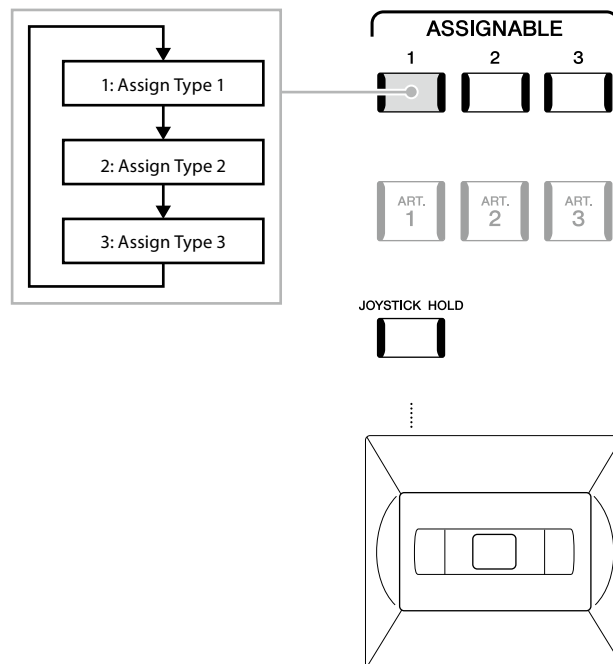 1: Assign Type 1
2: Assign Type 2
3: Assign Type 3
ASSIGNABLE
1 2 3
ART. ART. ART.
1 2 3
JOYSTICK HOLD